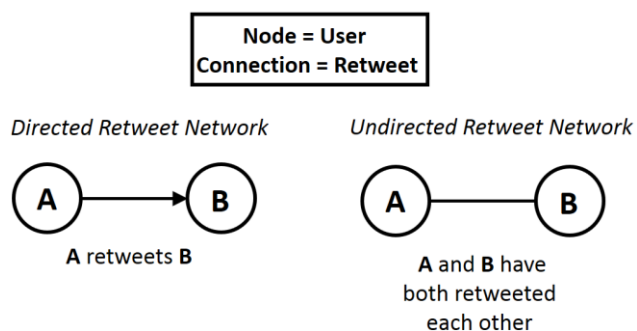 Node = User
Connection = Retweet
Directed Retweet Network
A
B
A retweets B
Undirected Retweet Network
A
B
A and B have
both retweeted
each other